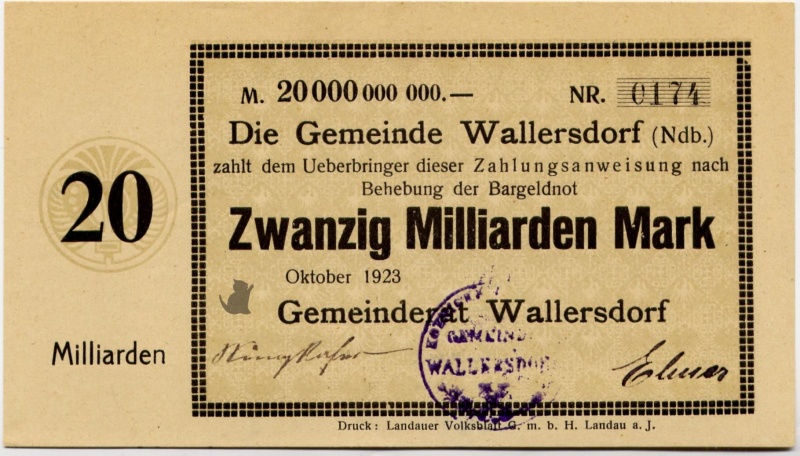 M. 20 000 000 000.— NR. 0174
Die Gemeinde Wallersdorf (Ndb.)
zahlt dem Ueberbringer dieser Zahlungsanweisung nach
Behebung der Bargeldnot
20
Zwanzig Milliarden Mark
Oktober 1923
Gemeinderat Wallersdorf
Milliarden
GEMEIND
WALLERSDORF
Druck: Landauer Volksblatt G. m. b. H. Landau a. J.